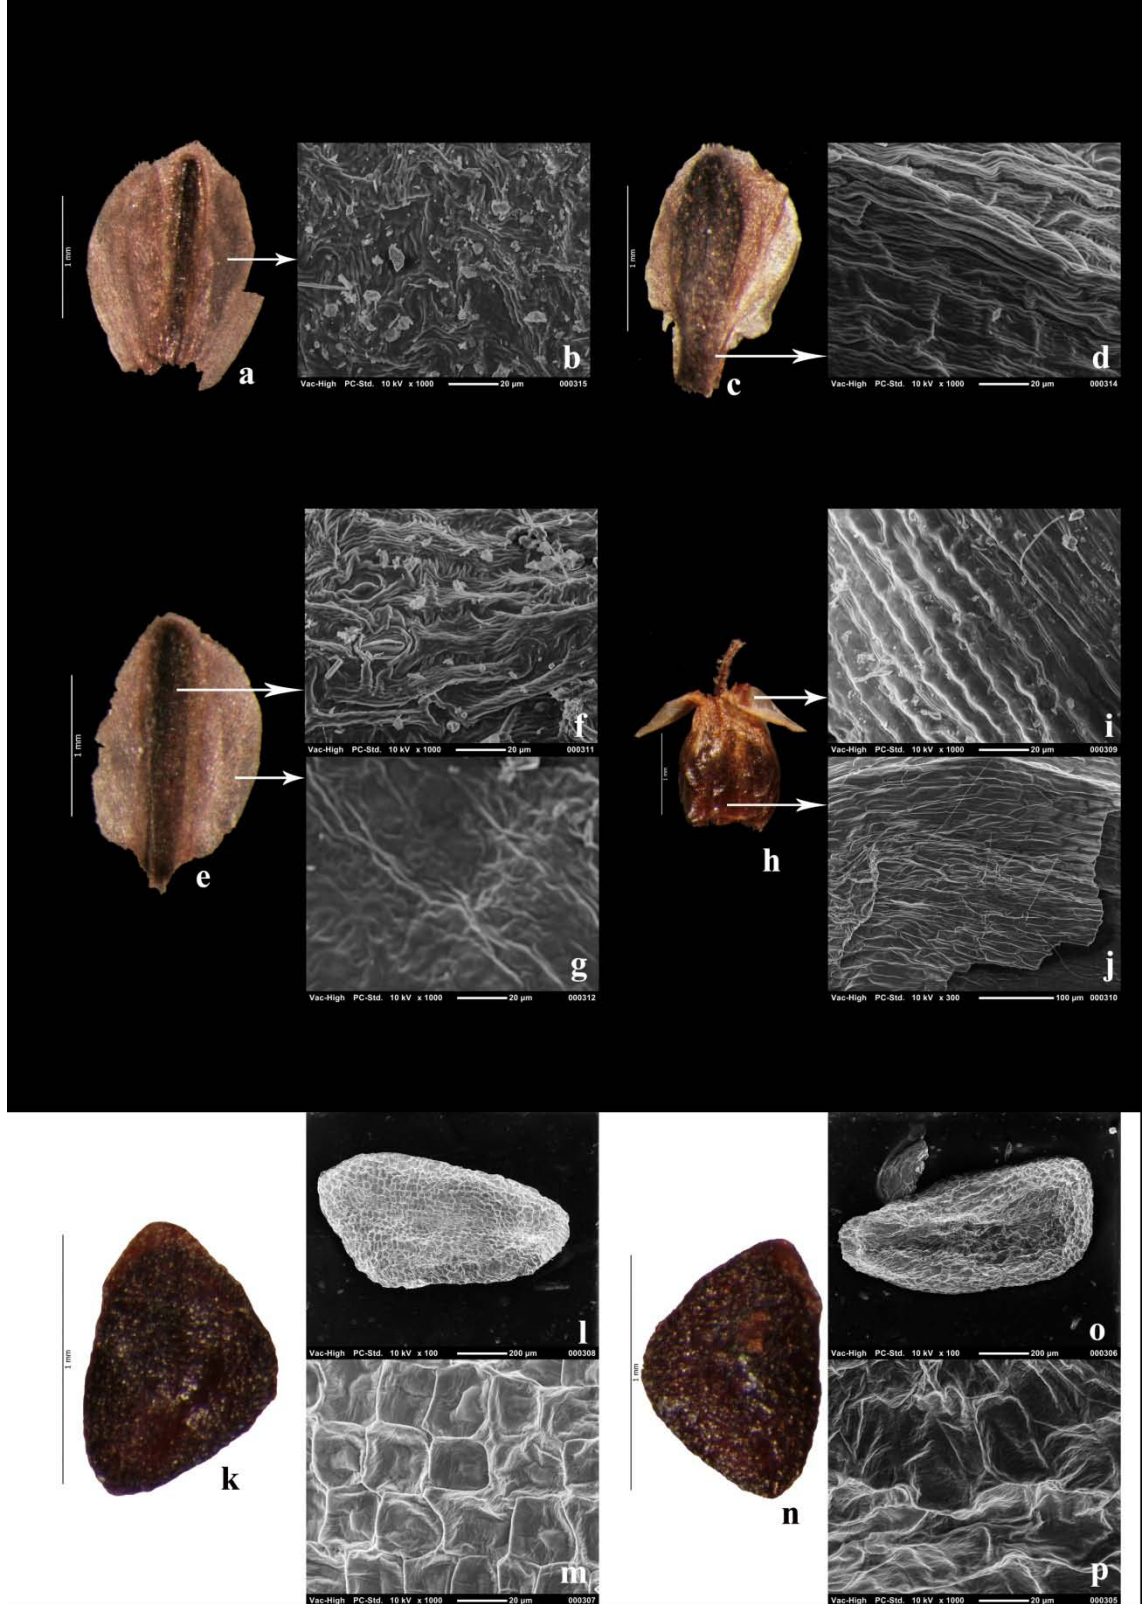 1 mm
a
b
Vac-High PC-Std. 10 kV x 1000 20 µm 000315
1 mm
c
d
Vac-High PC-Std. 10 kV x 1000 20 µm 000314
1 mm
e
f
Vac-High PC-Std. 10 kV x 1000 20 µm 000311
g
Vac-High PC-Std. 10 kV x 1000 20 µm 000312
1 mm
h
i
Vac-High PC-Std. 10 kV x 1000 20 µm 000309
j
Vac-High PC-Std. 10 kV x 300 100 µm 000310
1 mm
k
l
Vac-High PC-Std. 10 kV x 100 200 µm 000308
m
Vac-High PC-Std. 10 kV x 1000 20 µm 000307
1 mm
n
o
Vac-High PC-Std. 10 kV x 100 200 µm 000306
p
Vac-High PC-Std. 10 kV x 1000 20 µm 000305